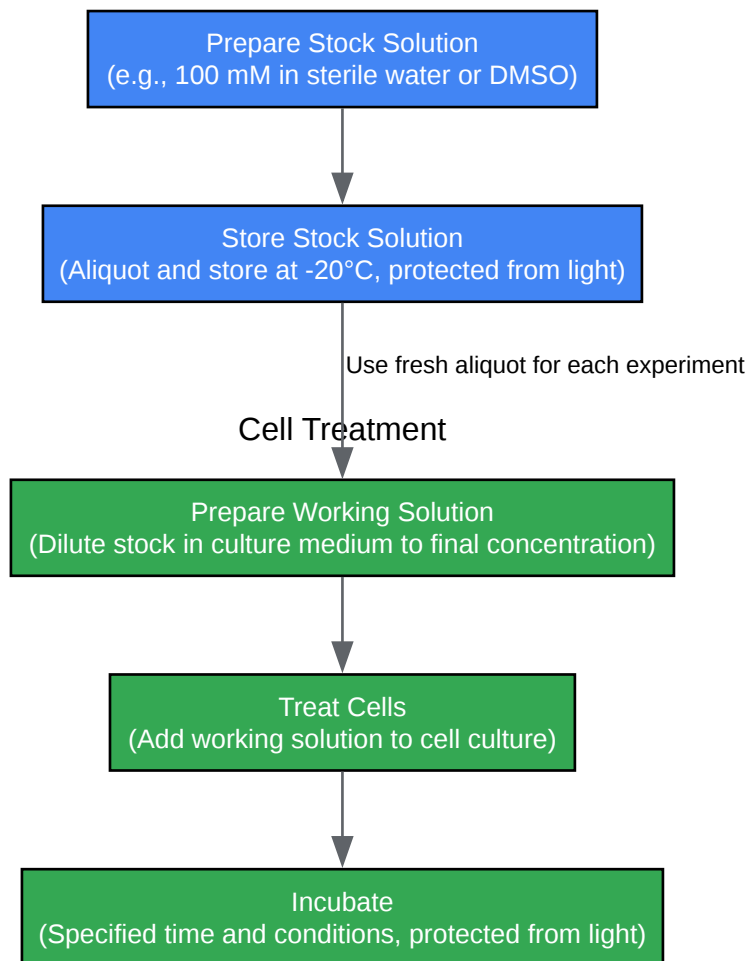 Prepare Stock Solution
(e.g., 100 mM in sterile water or DMSO)
Store Stock Solution
(Aliquot and store at -20°C, protected from light)
Use fresh aliquot for each experiment
Cell Treatment
Prepare Working Solution
(Dilute stock in culture medium to final concentration)
Treat Cells
(Add working solution to cell culture)
Incubate
(Specified time and conditions, protected from light)